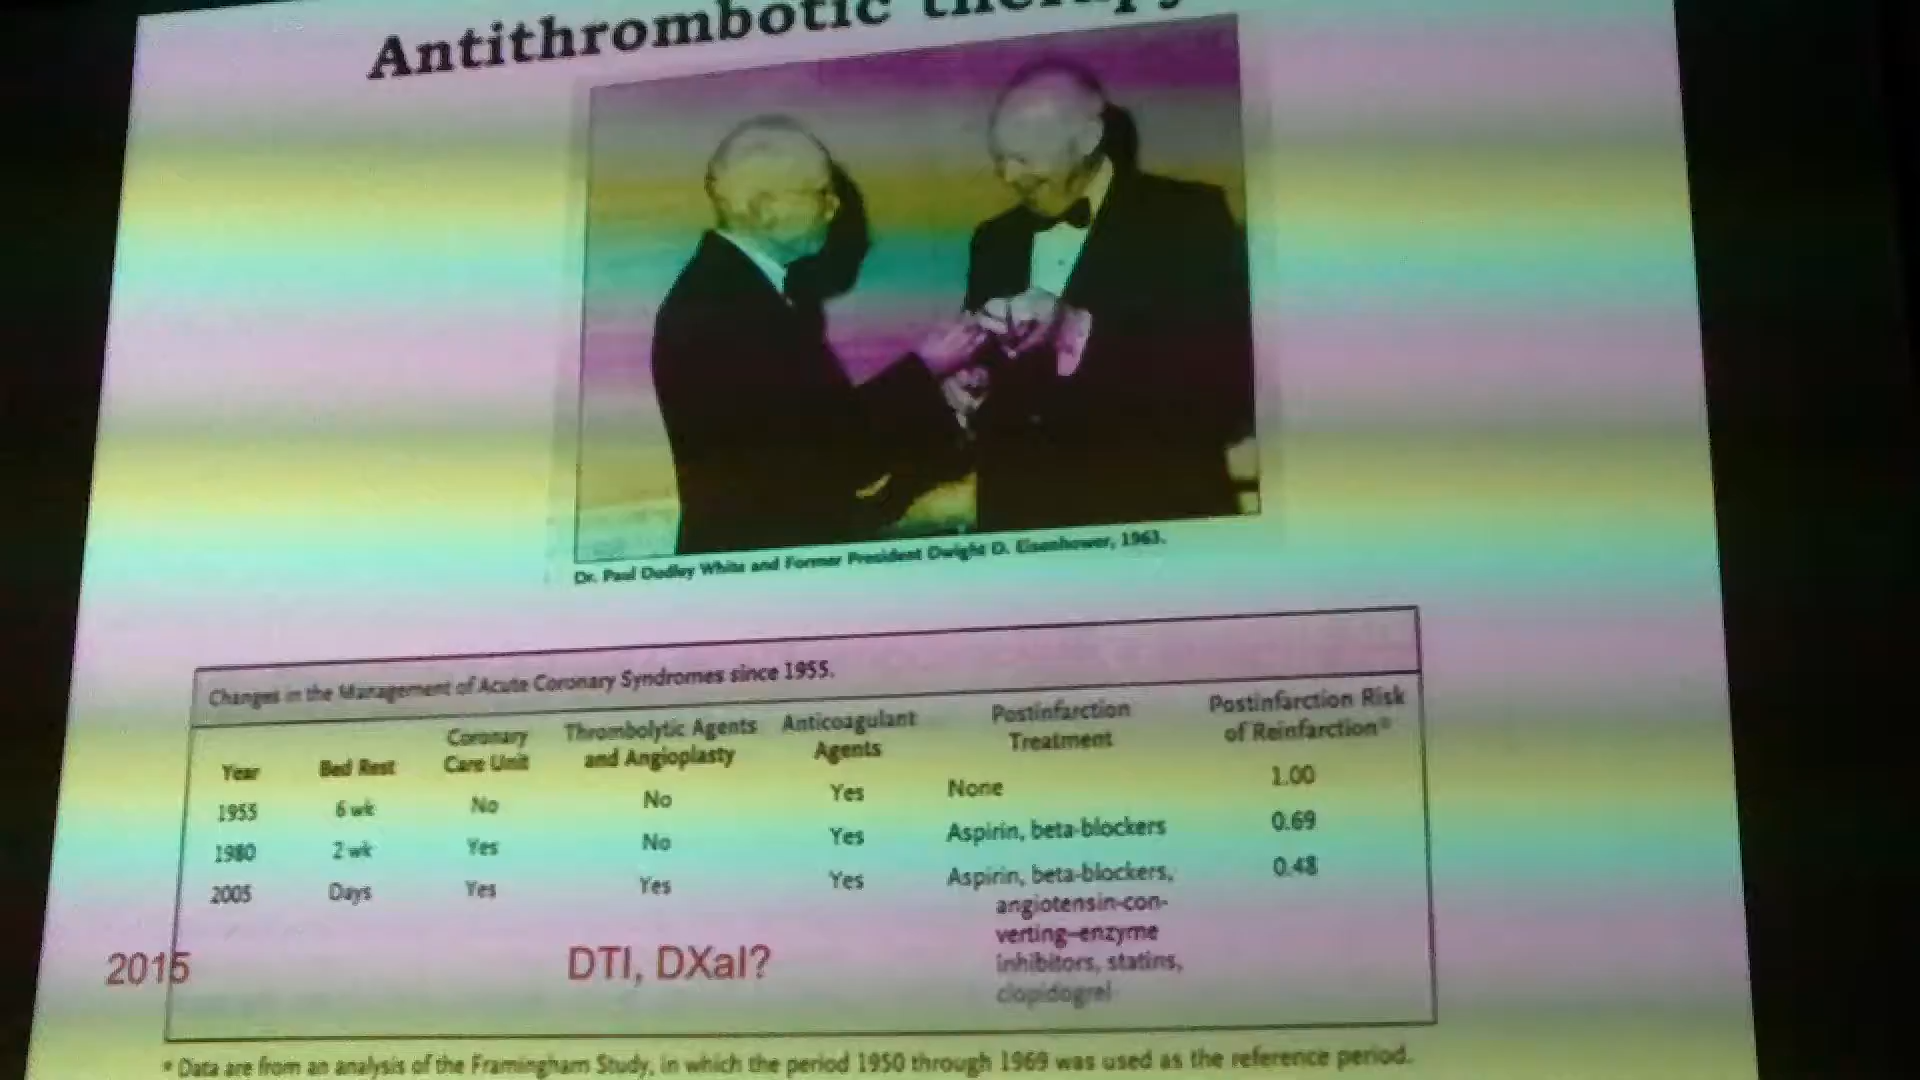 Antithrombotic therapy
Dr. Paul Dudley White and Former President Dwight D. Eisenhower, 1963.
Changes in the Management of Acute Coronary Syndromes since 1955.
Year Bed Rest Coronary Care Unit Thrombolytic Agents and Angioplasty Anticoagulant Agents Postinfarction Treatment Postinfarction Risk of Reinfarction*
1955 6 wk No No Yes None 1.00
1980 2 wk Yes No Yes Aspirin, beta-blockers 0.69
2005 Days Yes Yes Yes Aspirin, beta-blockers, 0.48
angiotensin-con-
verting–enzyme
inhibitors, statins,
clopidogrel
2015 DTI, DXaI?
* Data are from an analysis of the Framingham Study, in which the period 1950 through 1969 was used as the reference period.